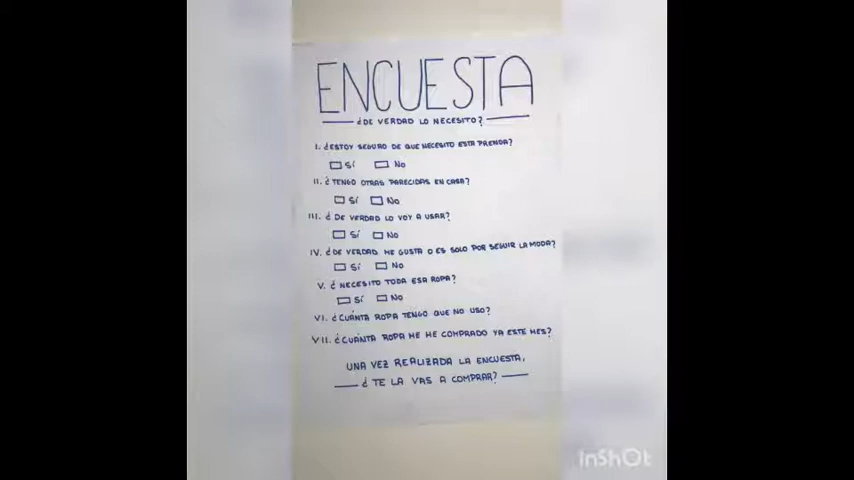 ENCUESTA
¿DE VERDAD LO NECESITO?
I. ¿ESTOY SEGURO DE QUE NECESITO ESTA PRENDA?
SÍ NO
II. ¿TENGO OTRAS PARECIDAS EN CASA?
SÍ NO
III. ¿DE VERDAD LO VOY A USAR?
SÍ NO
IV. ¿DE VERDAD ME GUSTA O ES SOLO POR SEGUIR LA MODA?
SÍ NO
V. ¿NECESITO TODA ESA ROPA?
SÍ NO
VI. ¿CUÁNTA ROPA TENGO QUE NO USO?
VII. ¿CUÁNTA ROPA ME HE COMPRADO YA ESTE MES?
UNA VEZ REALIZADA LA ENCUESTA,
¿TE LA VAS A COMPRAR?
InShOt